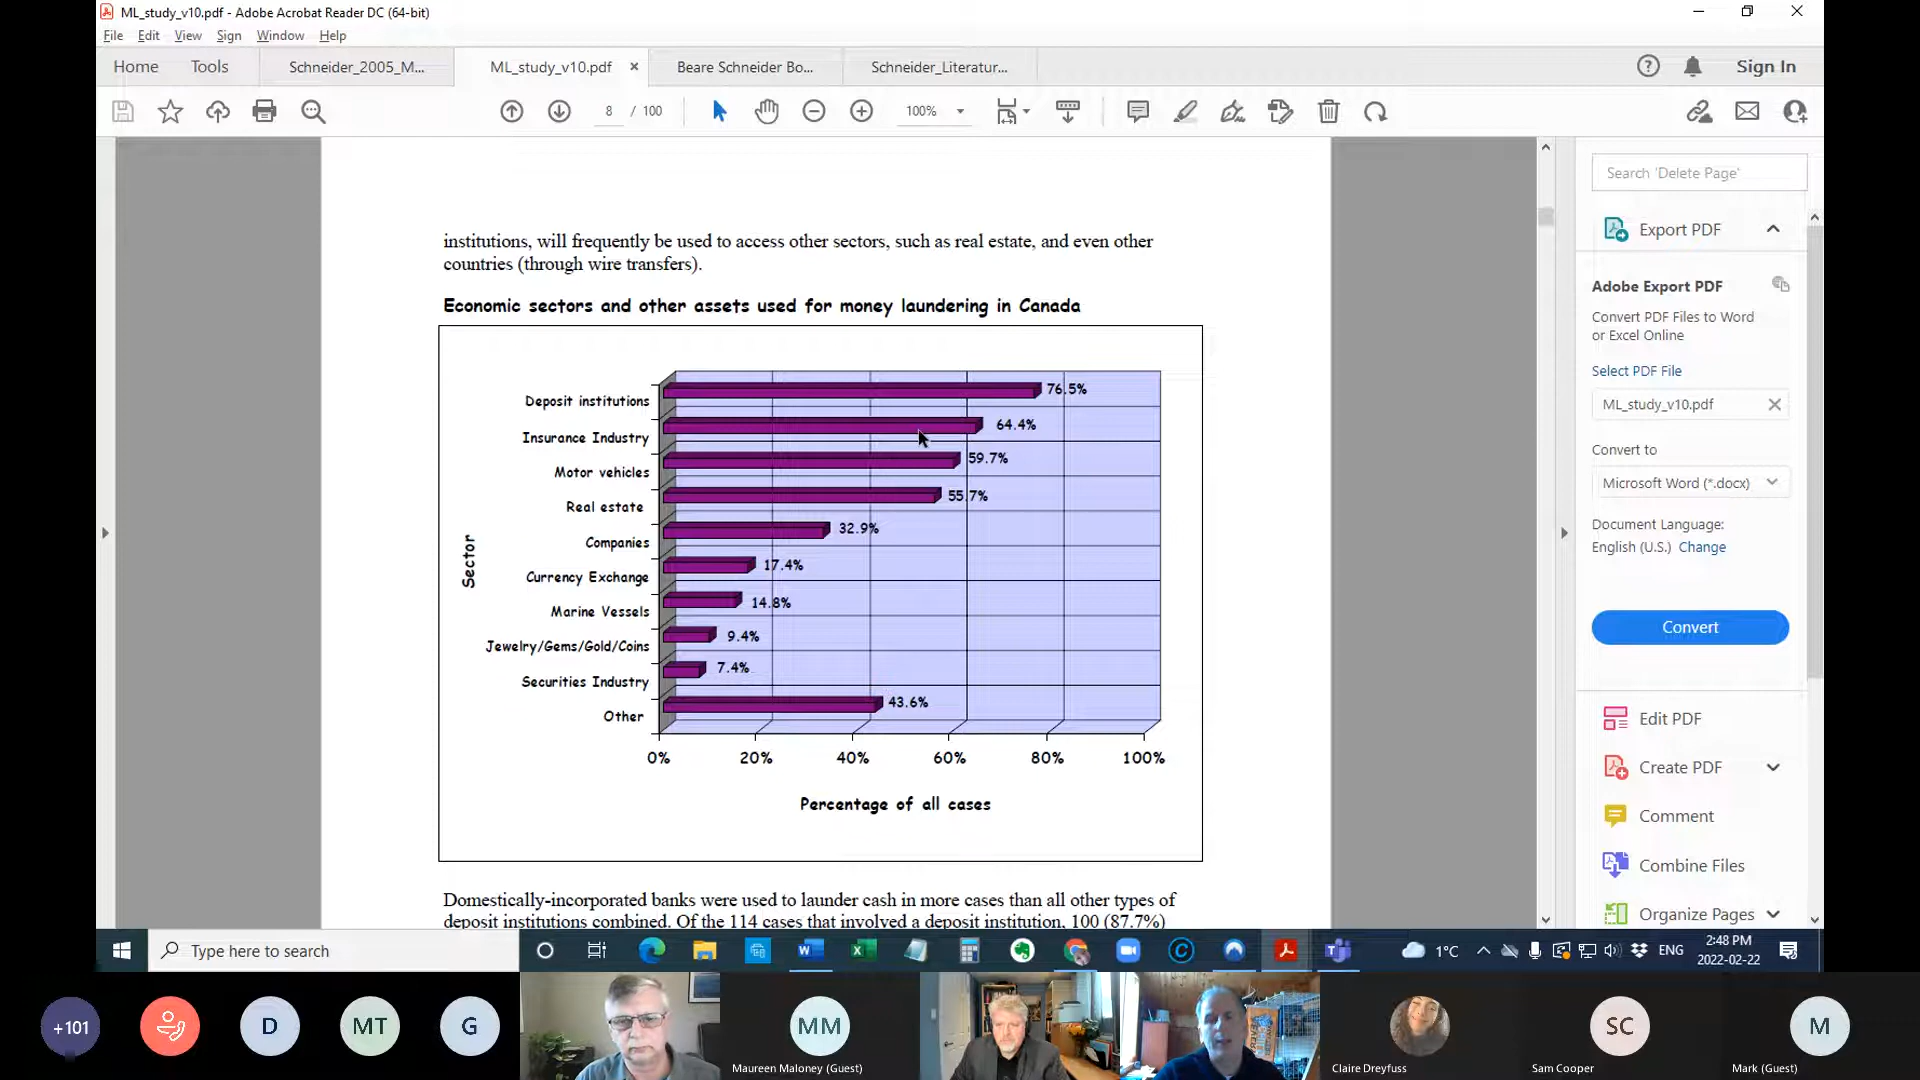 ML_study_v10.pdf - Adobe Acrobat Reader DC (64-bit)
File Edit View Sign Window Help
Home Tools Schneider_2005_M... ML_study_v10.pdf Beare Schneider Bo... Schneider_Literatur... Sign In
8 / 100 100%
Search 'Delete Page'
Export PDF
Adobe Export PDF
Convert PDF Files to Word
or Excel Online
Select PDF File
ML_study_v10.pdf
Convert to
Microsoft Word (*.docx)
Document Language:
English (U.S.) Change
Convert
Edit PDF
Create PDF
Comment
Combine Files
Organize Pages
institutions, will frequently be used to access other sectors, such as real estate, and even other
countries (through wire transfers).
Economic sectors and other assets used for money laundering in Canada
Sector
Deposit institutions 76.5%
Insurance Industry 64.4%
Motor vehicles 59.7%
Real estate 55.7%
Companies 32.9%
Currency Exchange 17.4%
Marine Vessels 14.8%
Jewelry/Gems/Gold/Coins 9.4%
Securities Industry 7.4%
Other 43.6%
0% 20% 40% 60% 80% 100%
Percentage of all cases
Domestically-incorporated banks were used to launder cash in more cases than all other types of
deposit institutions combined. Of the 114 cases that involved a deposit institution, 100 (87.7%)
Type here to search
1°C ENG
2:48 PM
2022-02-22
+101 D MT G MM SC M
Maureen Maloney (Guest) Claire Dreyfuss Sam Cooper Mark (Guest)